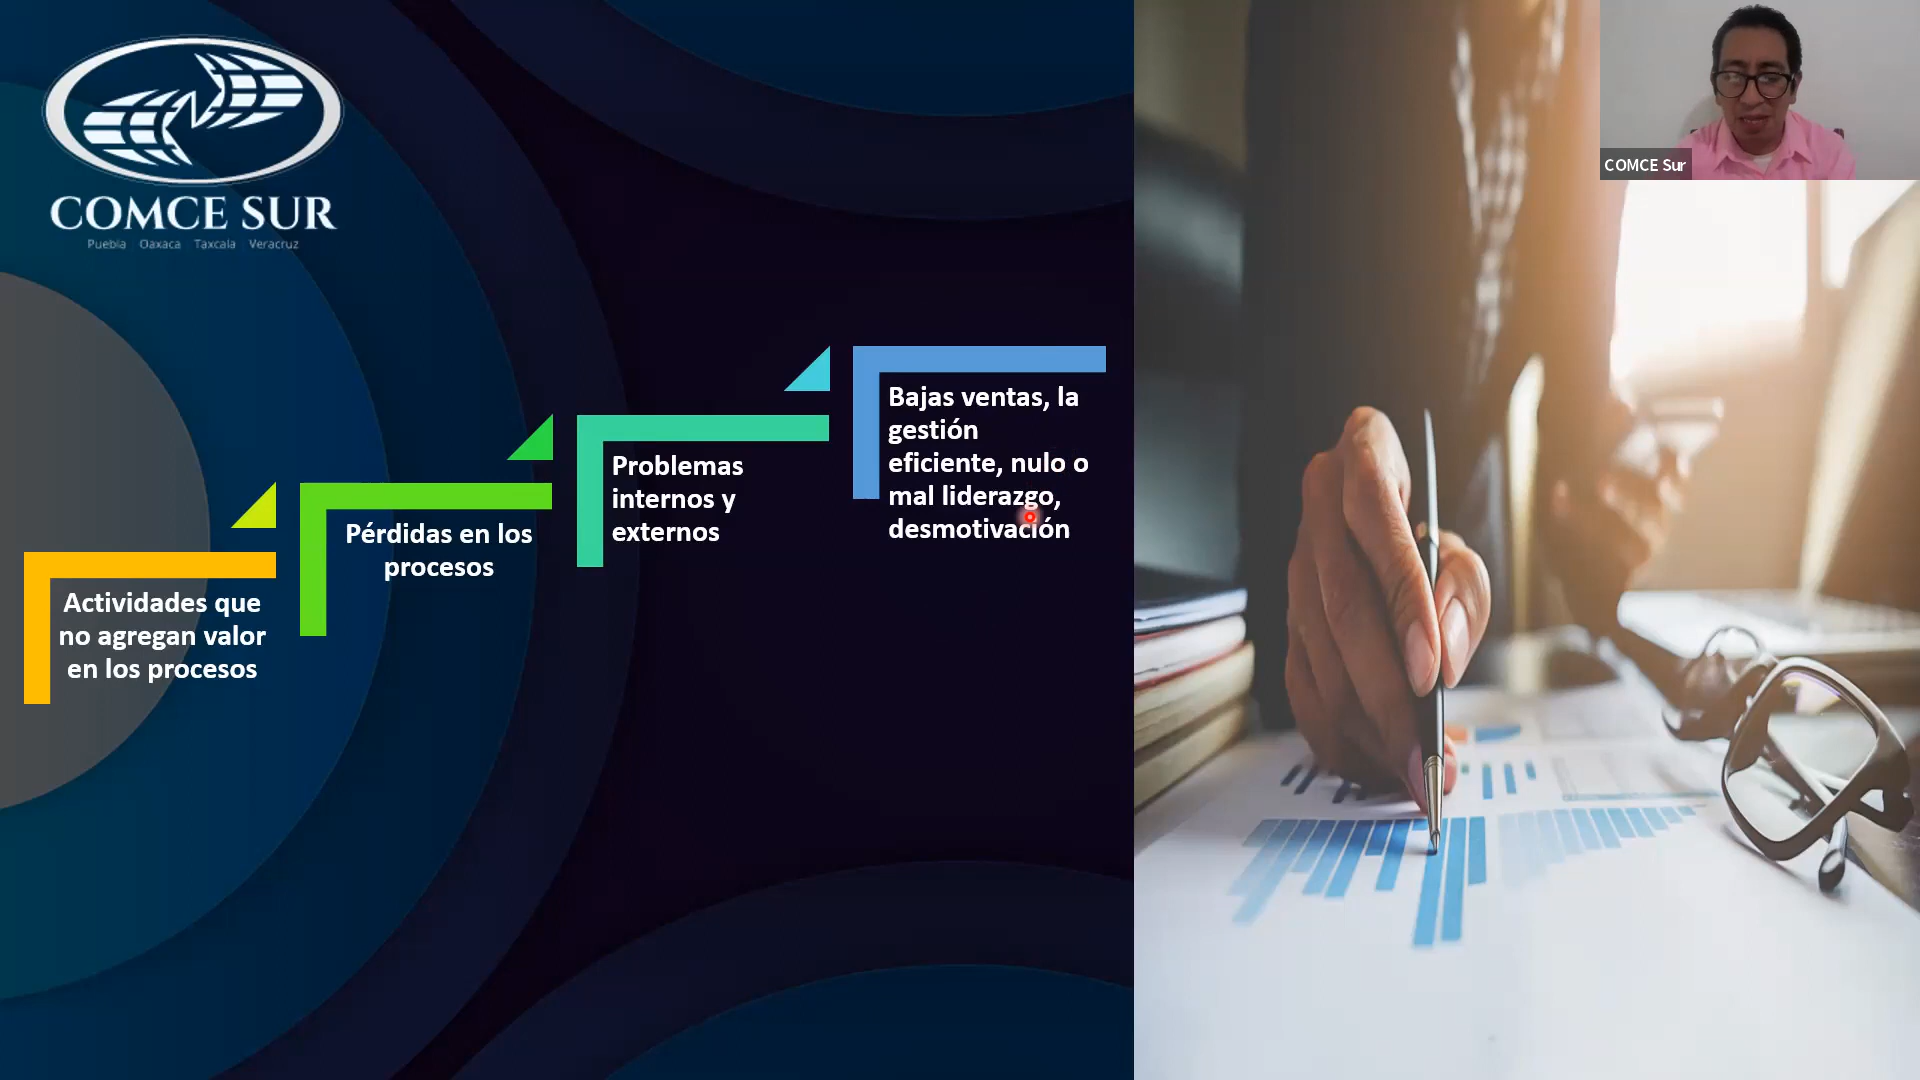 COMCE SUR
Puebla Oaxaca Taxcala Veracruz
Actividades que
no agregan valor
en los procesos
Pérdidas en los
procesos
Problemas
internos y
externos
Bajas ventas, la
gestión
eficiente, nulo o
mal liderazgo,
desmotivación
COMCE Sur